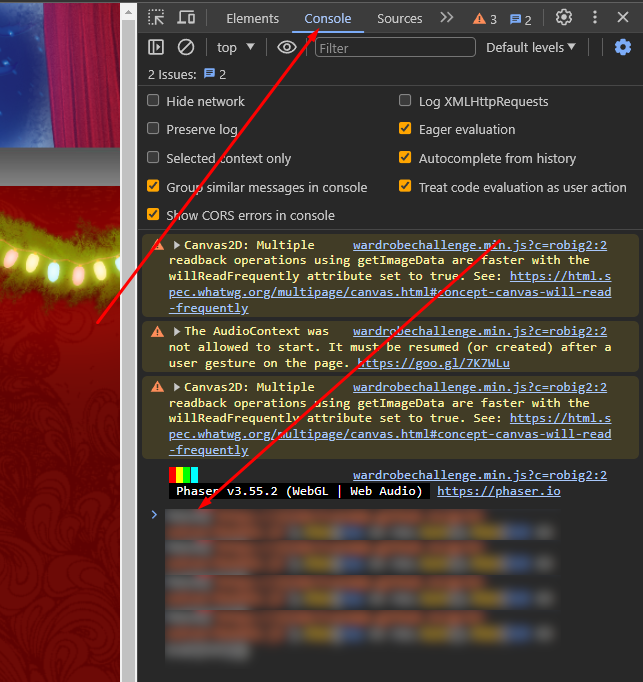 Elements Console Sources 3 2
top Filter Default levels
2 Issues: 2
Hide network Log XMLHttpRequests
Preserve log Eager evaluation
Selected context only Autocomplete from history
Group similar messages in console Treat code evaluation as user action
Show CORS errors in console
Canvas2D: Multiple wardrobechallenge.min.js?c=robig2:2
readback operations using getImageData are faster with the
willReadFrequently attribute set to true. See: https://html.s
pec.whatwg.org/multipage/canvas.html#concept-canvas-will-read
-frequently
The AudioContext was wardrobechallenge.min.js?c=robig2:2
not allowed to start. It must be resumed (or created) after a
user gesture on the page. https://goo.gl/7K7WLu
Canvas2D: Multiple wardrobechallenge.min.js?c=robig2:2
readback operations using getImageData are faster with the
willReadFrequently attribute set to true. See: https://html.s
pec.whatwg.org/multipage/canvas.html#concept-canvas-will-read
-frequently
wardrobechallenge.min.js?c=robig2:2
Phaser v3.55.2 (WebGL | Web Audio) https://phaser.io